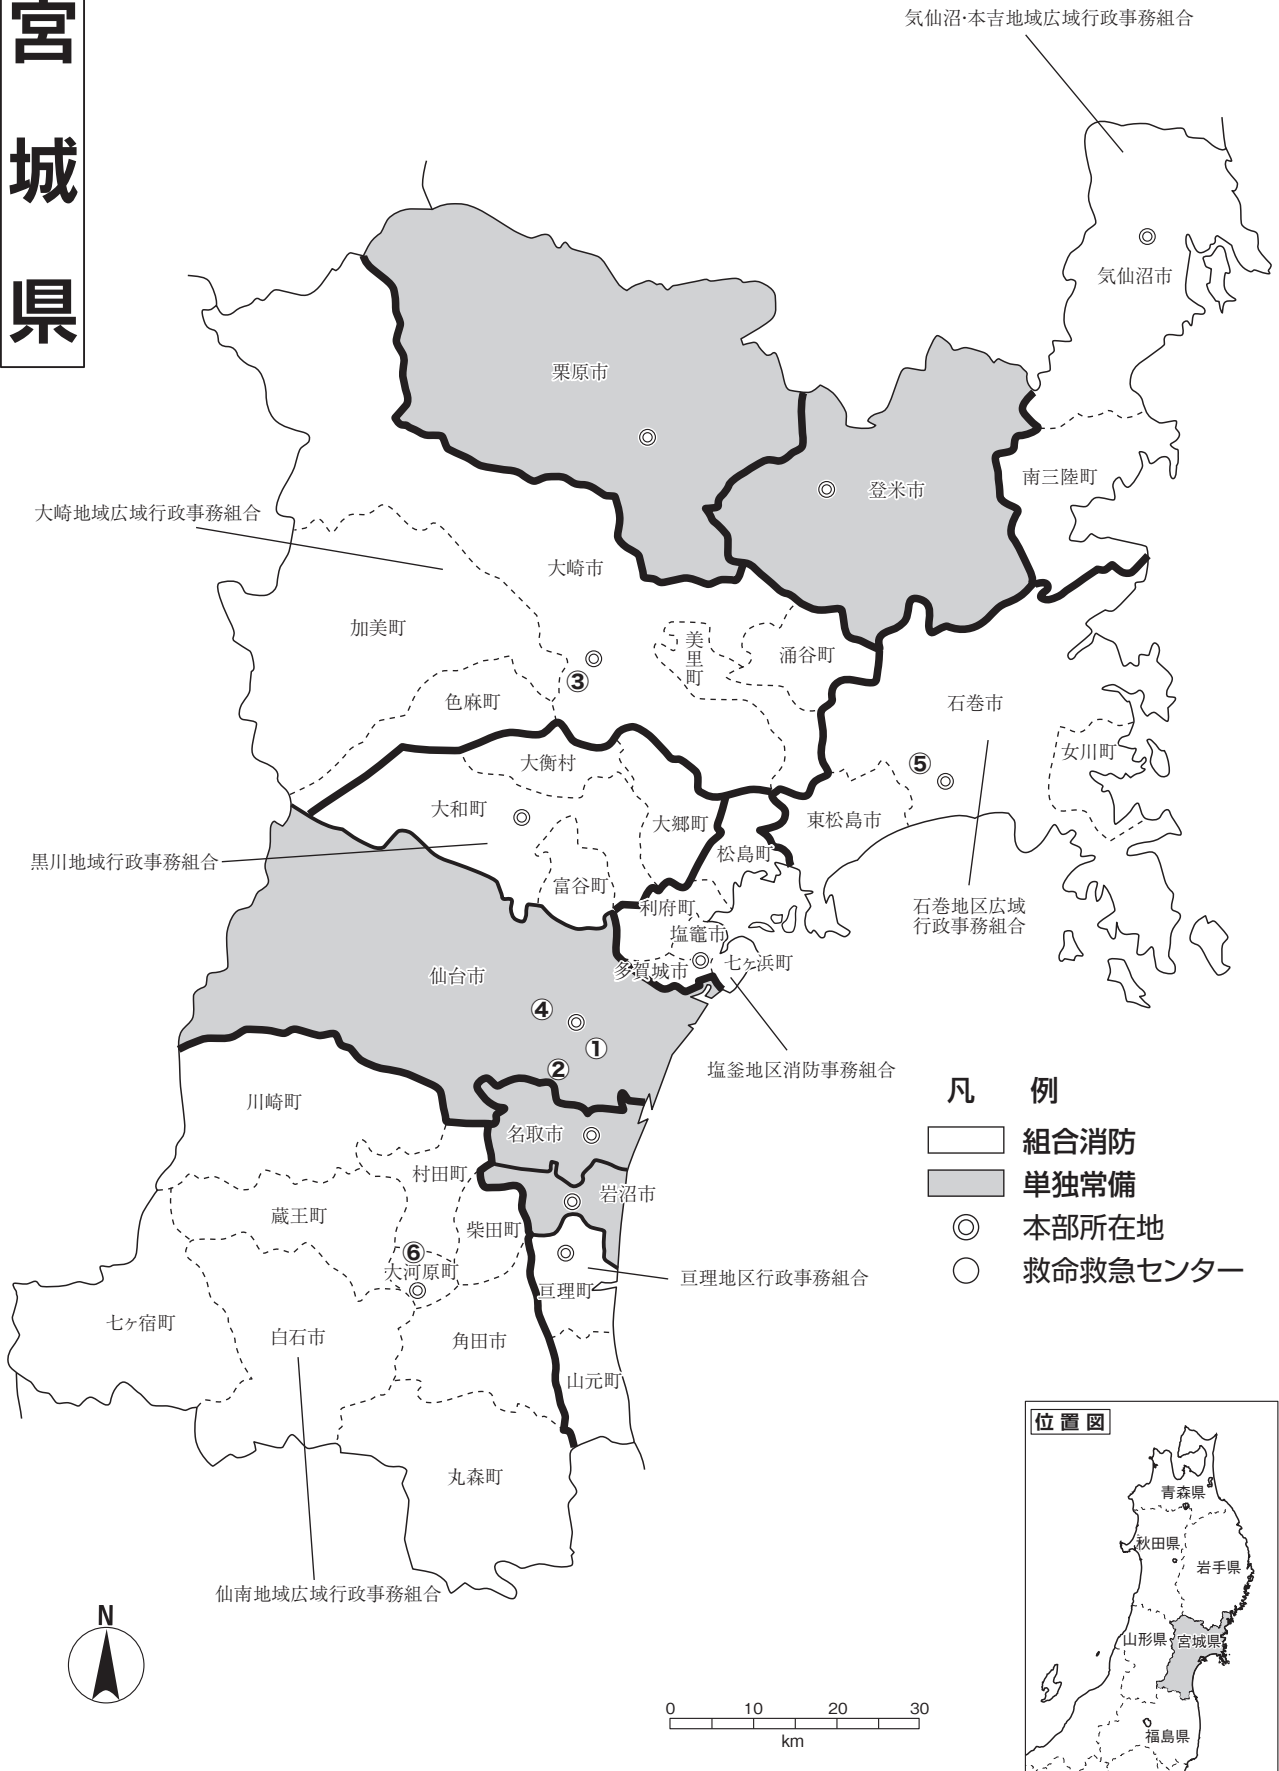 宮城県
気仙沼・本吉地域広域行政事務組合
気仙沼市
栗原市
登米市
南三陸町
大崎地域広域行政事務組合
大崎市
加美町
美里町
涌谷町
③
色麻町
石巻市
女川町
大衡村
⑤
大和町
大郷町
東松島市
黒川地域行政事務組合
松島町
富谷町
利府町
石巻地区広域
行政事務組合
塩竈市
多賀城市
七ヶ浜町
仙台市
④
①
②
塩釜地区消防事務組合
川崎町
名取市
村田町
岩沼市
蔵王町
柴田町
⑥
大河原町
亘理地区行政事務組合
亘理町
七ヶ宿町
白石市
角田市
山元町
丸森町
仙南地域広域行政事務組合
凡 例
組合消防
単独常備
本部所在地
救命救急センター
N
0 10 20 30
km
位置図
青森県
秋田県
岩手県
山形県
宮城県
福島県